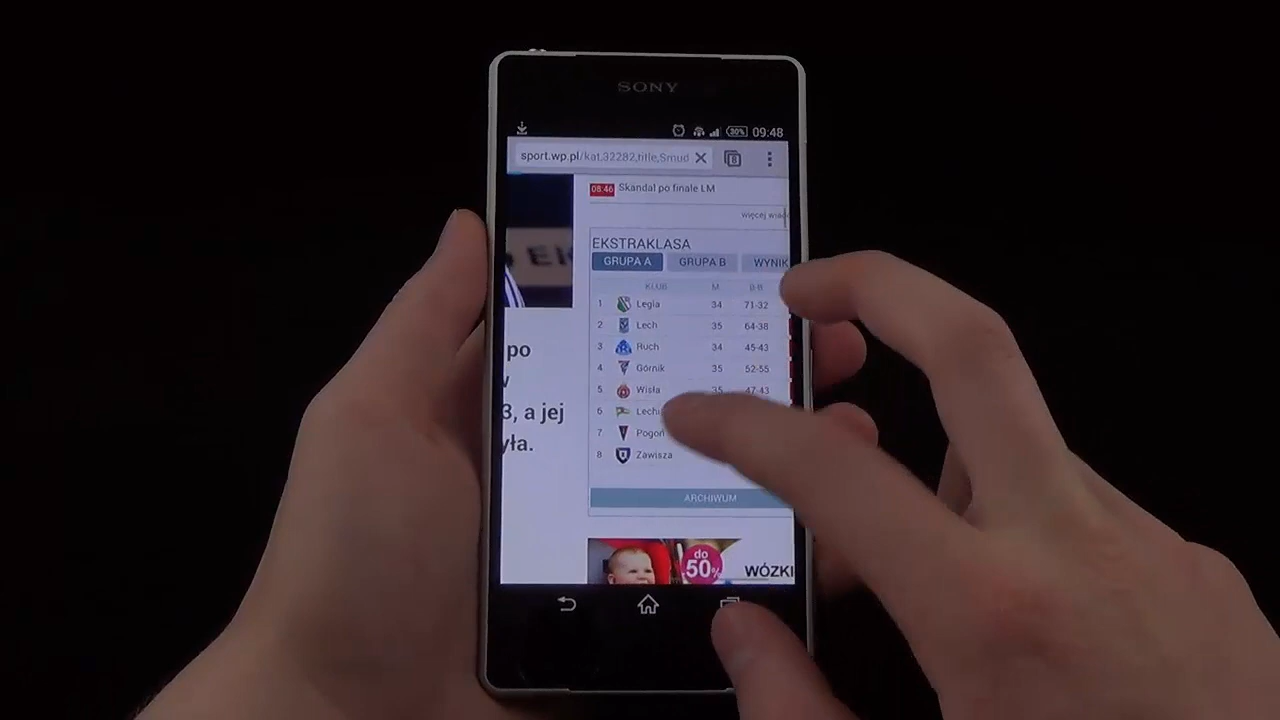 SONY
30% 09:48
sport.wp.pl/kat,32282,title,Smud 8
08:46 Skandal po finale LM
więcej
EKSTRAKLASA
GRUPA A GRUPA B WYNIK
KLUB M B-B
1 Legia 34 71-32
2 Lech 35 64-38
3 Ruch 34 45-43
4 Górnik 35 52-55
5 Wisła 35 47-43
6 Lechi
7 Pogoń
8 Zawisza
ARCHIWUM
po
3, a jej
yła.
do
50%
WÓZKI